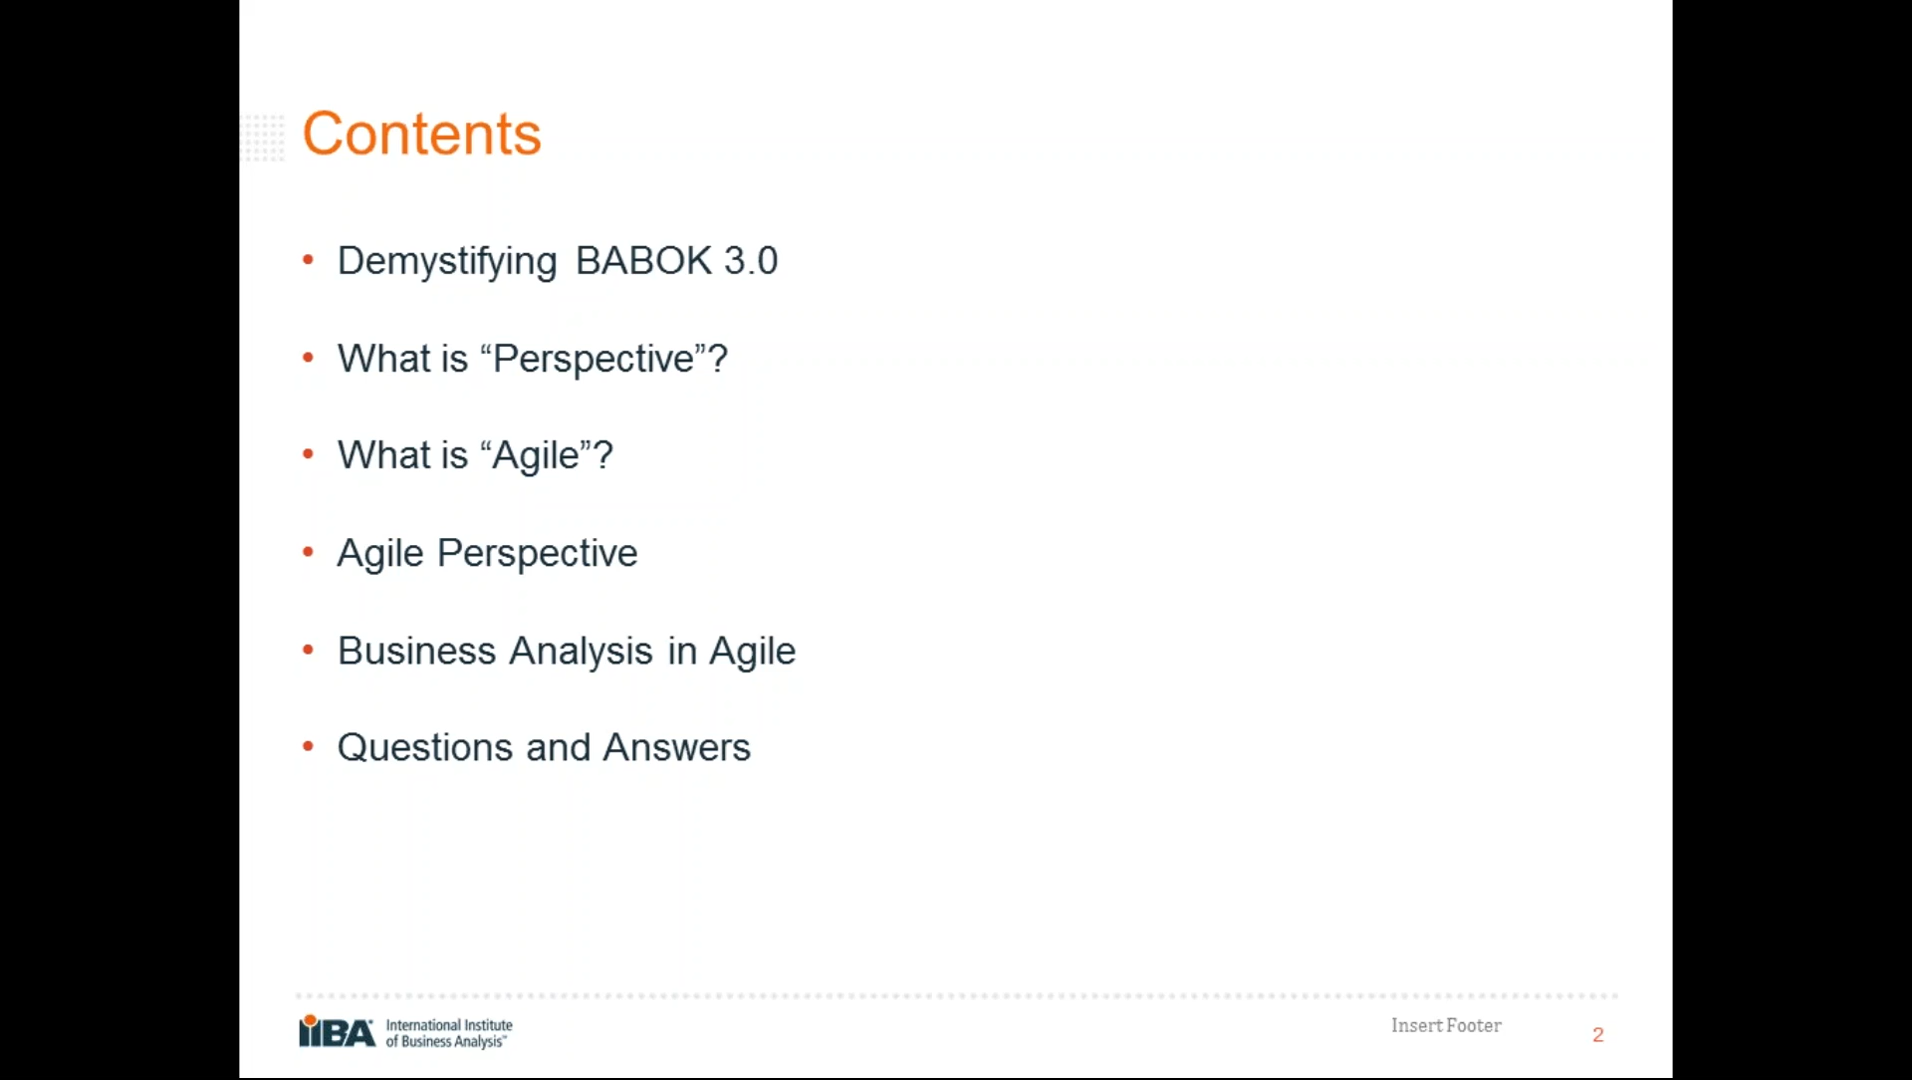 Contents
• Demystifying BABOK 3.0
• What is “Perspective”?
• What is “Agile”?
• Agile Perspective
• Business Analysis in Agile
• Questions and Answers
IIBA
International Institute
of Business Analysis™
Insert Footer
2